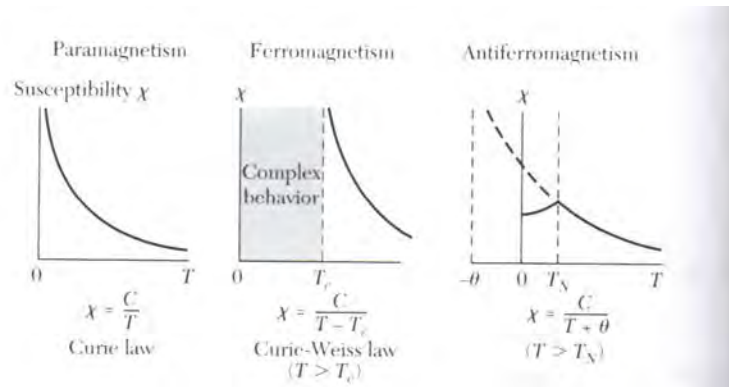 Paramagnetism
Susceptibility χ
0 T
χ = C/T
Curie law
Ferromagnetism
χ
Complex
behavior
0 T_c
χ = C/(T − T_c)
Curie-Weiss law
(T > T_c)
Antiferromagnetism
χ
−θ 0 T_N T
χ = C/(T + θ)
(T > T_N)